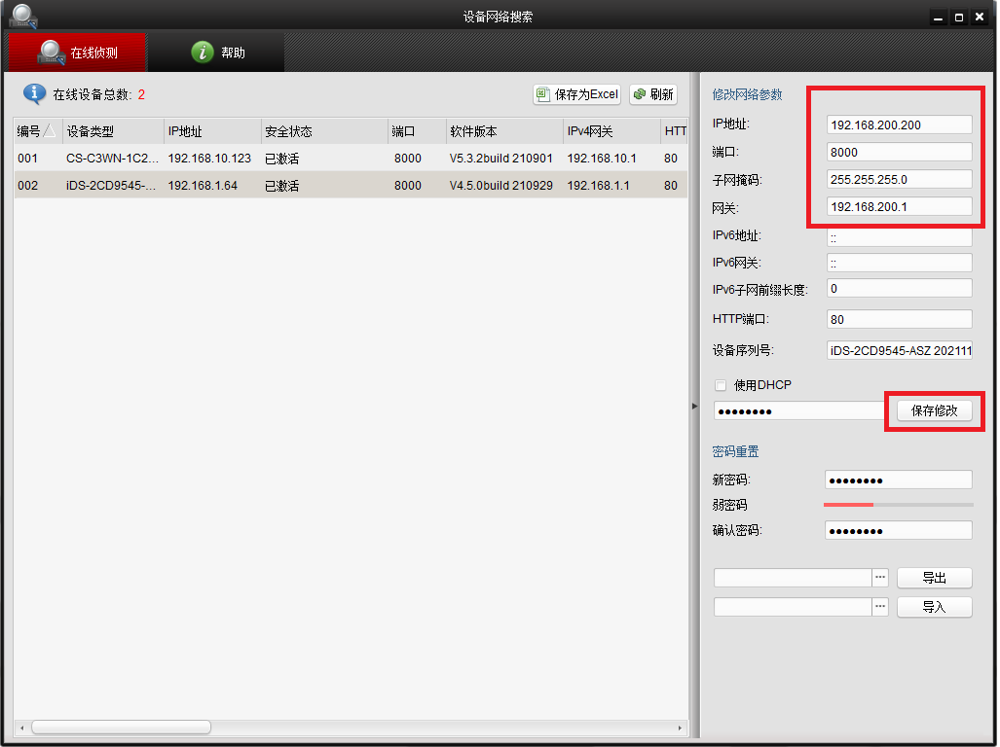 设备网络搜索
在线侦测
帮助
在线设备总数: 2
保存为Excel
刷新
编号 设备类型 IP地址 安全状态 端口 软件版本 IPv4网关 HTT
001 CS-C3WN-1C2... 192.168.10.123 已激活 8000 V5.3.2build 210901 192.168.10.1 80
002 iDS-2CD9545-... 192.168.1.64 已激活 8000 V4.5.0build 210929 192.168.1.1 80
修改网络参数
IP地址: 192.168.200.200
端口: 8000
子网掩码: 255.255.255.0
网关: 192.168.200.1
IPv6地址: ::
IPv6网关: ::
IPv6子网前缀长度: 0
HTTP端口: 80
设备序列号: iDS-2CD9545-ASZ 202111
使用DHCP
●●●●●●●● 保存修改
密码重置
新密码: ●●●●●●●●
弱密码
确认密码: ●●●●●●●●
... 导出
... 导入